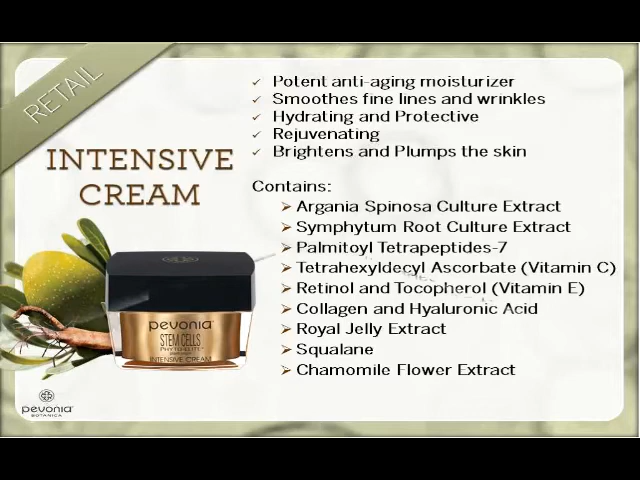 RETAIL
INTENSIVE
CREAM
Potent anti-aging moisturizer
Smoothes fine lines and wrinkles
Hydrating and Protective
Rejuvenating
Brightens and Plumps the skin
Contains:
Argania Spinosa Culture Extract
Symphytum Root Culture Extract
Palmitoyl Tetrapeptides-7
Tetrahexyldecyl Ascorbate (Vitamin C)
Retinol and Tocopherol (Vitamin E)
Collagen and Hyaluronic Acid
Royal Jelly Extract
Squalane
Chamomile Flower Extract
pevonia
STEM CELLS
PHYTO-ELITE
INTENSIVE CREAM
pevonia
BOTANICA